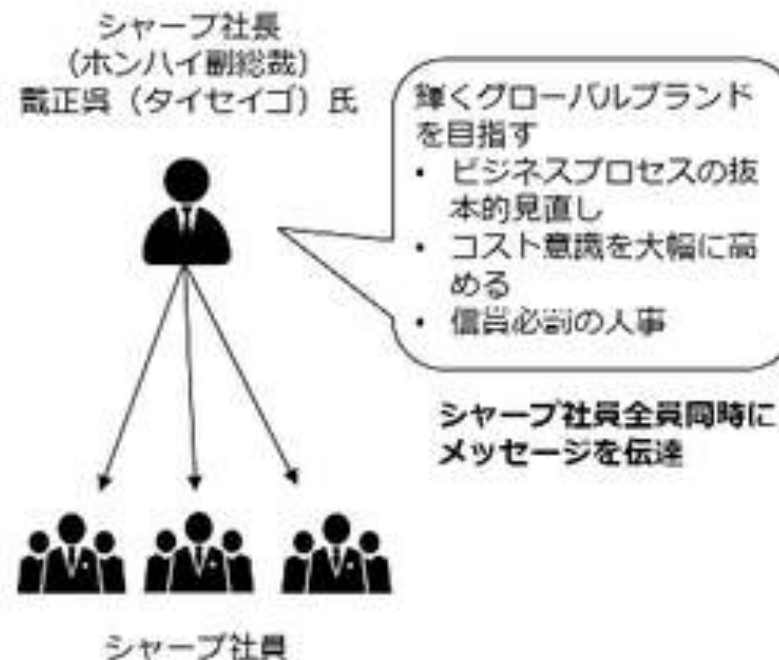 シャープ社長
(ホンハイ副総裁)
戴正呉(タイセイゴ)氏
輝くグローバルブランド
を目指す
• ビジネスプロセスの抜
本的見直し
• コスト意識を大幅に高
める
• 信賞必罰の人事
シャープ社員全員同時に
メッセージを伝達
シャープ社員